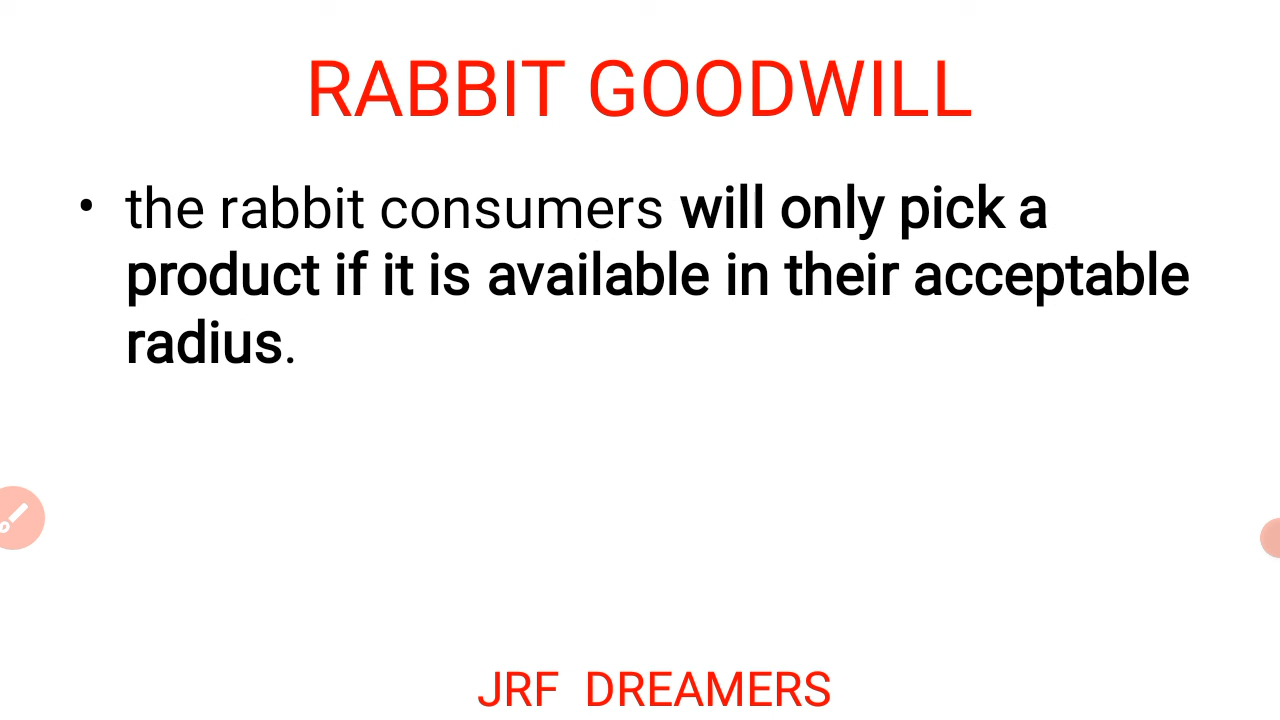 RABBIT GOODWILL
• the rabbit consumers will only pick a
product if it is available in their acceptable
radius.
JRF DREAMERS